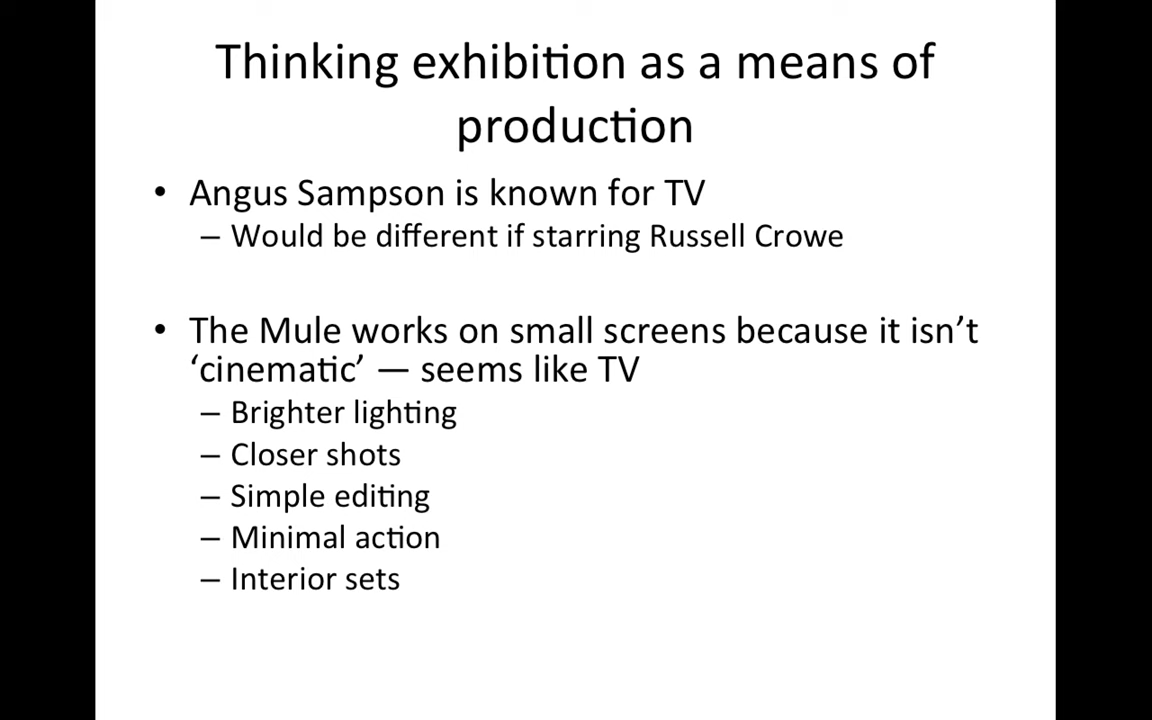 Thinking exhibition as a means of
production
• Angus Sampson is known for TV
– Would be different if starring Russell Crowe
• The Mule works on small screens because it isn’t
‘cinematic’ — seems like TV
– Brighter lighting
– Closer shots
– Simple editing
– Minimal action
– Interior sets